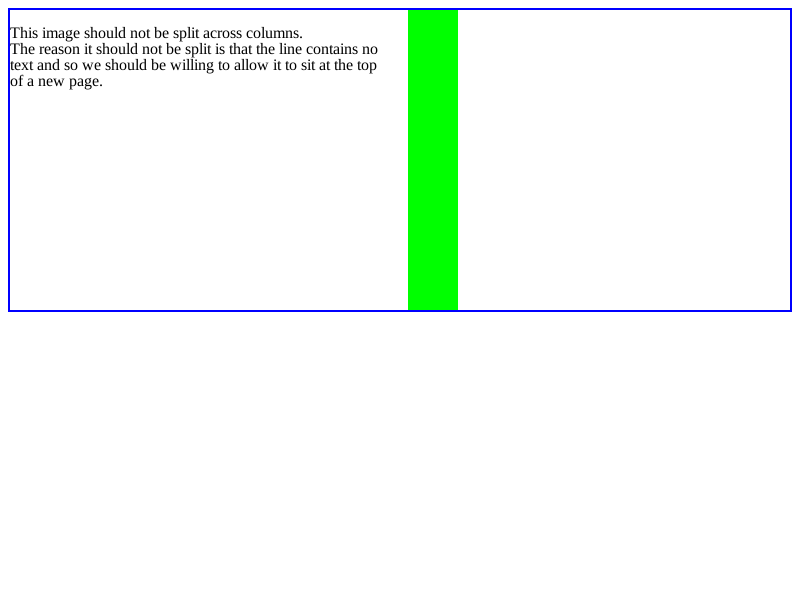 This image should not be split across columns.
The reason it should not be split is that the line contains no
text and so we should be willing to allow it to sit at the top
of a new page.